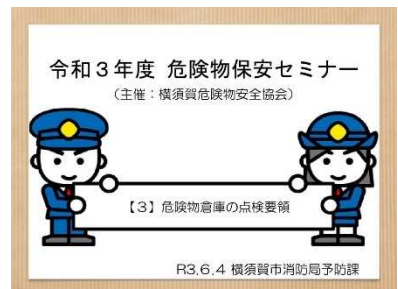 令和３年度 危険物保安セミナー
（主催：横須賀危険物安全協会）
【３】危険物倉庫の点検要領
R3.6.4 横須賀市消防局予防課